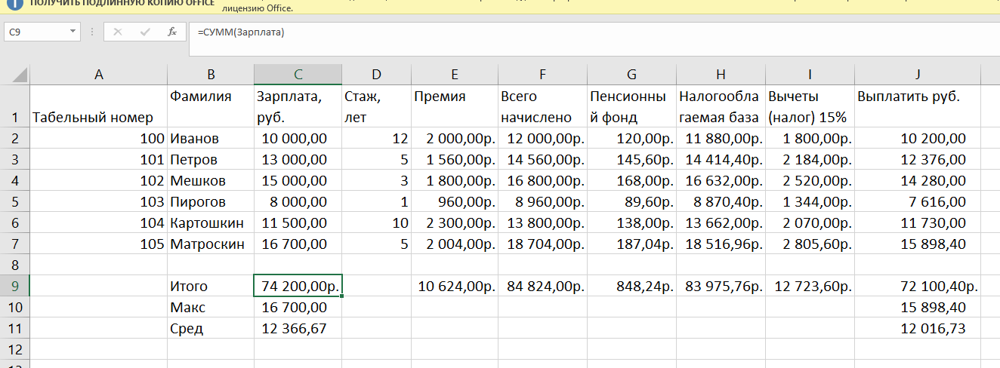 ПОЛУЧИТЬ ПОДЛИННУЮ КОПИЮ OFFICE
лицензию Office.
C9 fx =СУММ(Зарплата)
A B C D E F G H I J
1 Табельный номер Фамилия Зарплата, руб. Стаж, лет Премия Всего начислено Пенсионный фонд Налогооблагаемая база Вычеты (налог) 15% Выплатить руб.
2 100 Иванов 10 000,00 12 2 000,00р. 12 000,00р. 120,00р. 11 880,00р. 1 800,00р. 10 200,00
3 101 Петров 13 000,00 5 1 560,00р. 14 560,00р. 145,60р. 14 414,40р. 2 184,00р. 12 376,00
4 102 Мешков 15 000,00 3 1 800,00р. 16 800,00р. 168,00р. 16 632,00р. 2 520,00р. 14 280,00
5 103 Пирогов 8 000,00 1 960,00р. 8 960,00р. 89,60р. 8 870,40р. 1 344,00р. 7 616,00
6 104 Картошкин 11 500,00 10 2 300,00р. 13 800,00р. 138,00р. 13 662,00р. 2 070,00р. 11 730,00
7 105 Матроскин 16 700,00 5 2 004,00р. 18 704,00р. 187,04р. 18 516,96р. 2 805,60р. 15 898,40
8
9 Итого 74 200,00р. 10 624,00р. 84 824,00р. 848,24р. 83 975,76р. 12 723,60р. 72 100,40р.
10 Макс 16 700,00 15 898,40
11 Сред 12 366,67 12 016,73
12